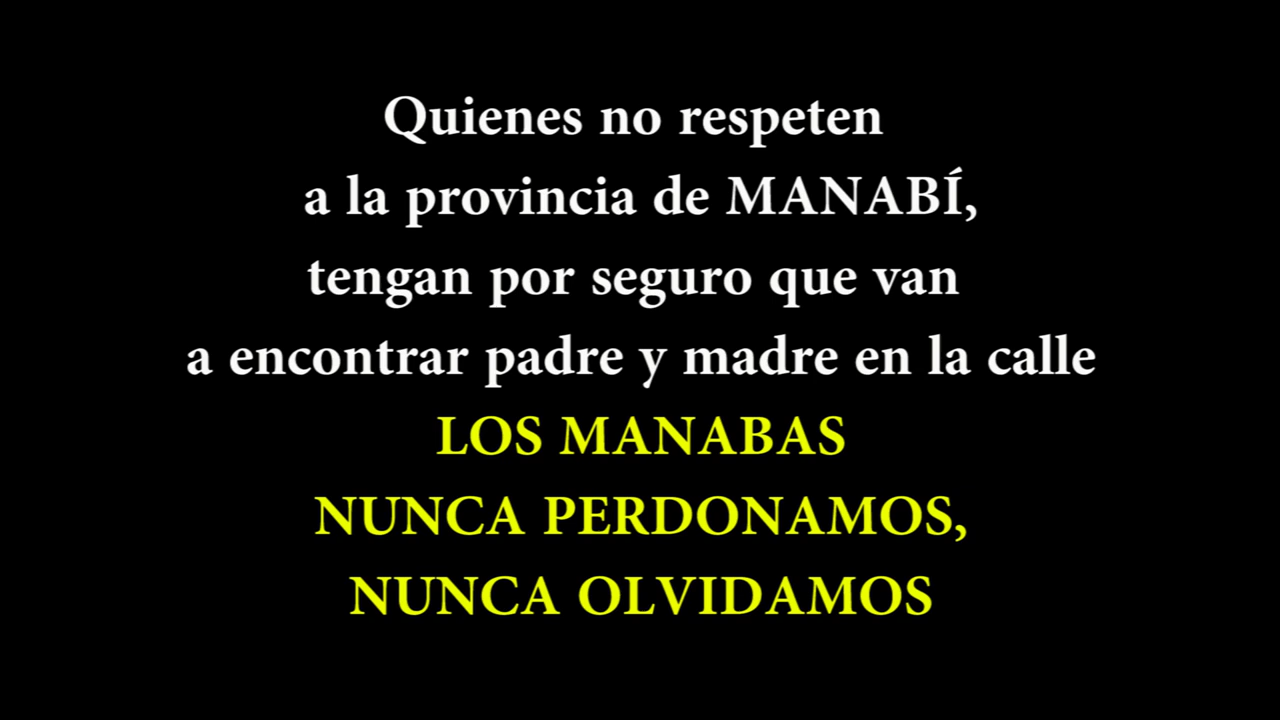 Quienes no respeten
a la provincia de MANABÍ,
tengan por seguro que van
a encontrar padre y madre en la calle
LOS MANABAS
NUNCA PERDONAMOS,
NUNCA OLVIDAMOS